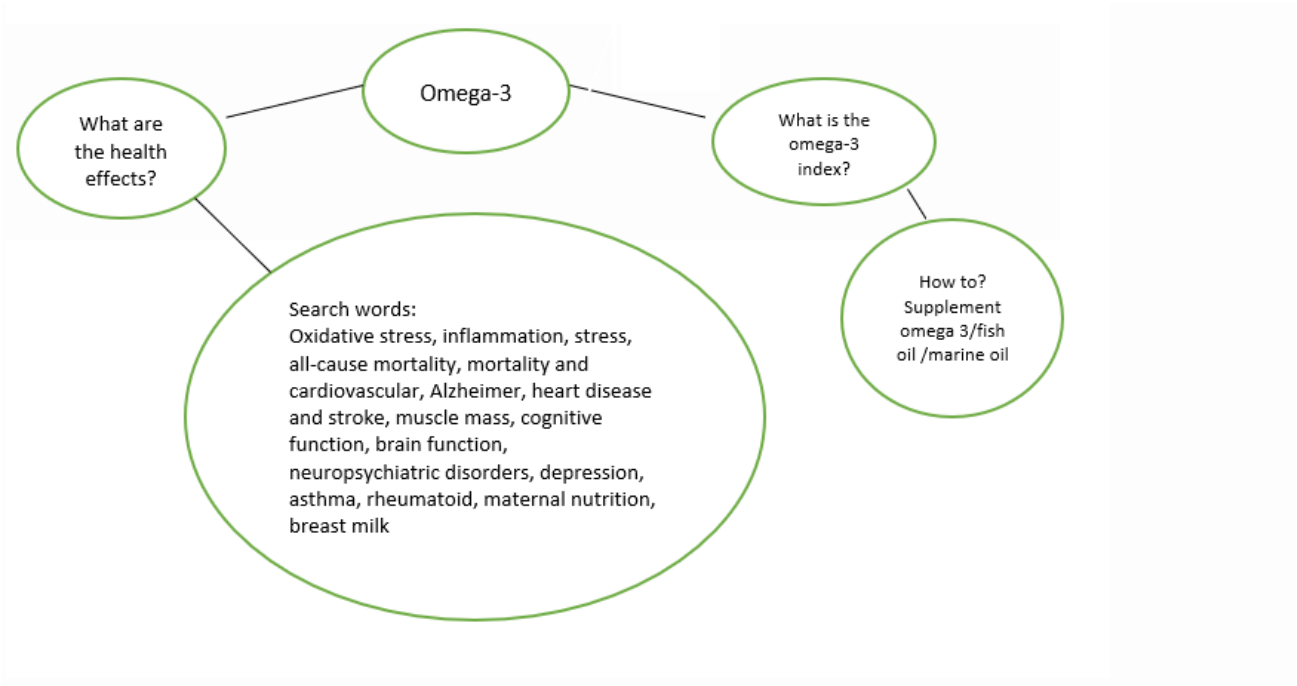 Omega-3
What are
the health
effects?
What is the
omega-3
index?
How to?
Supplement
omega 3/fish
oil /marine oil
Search words:
Oxidative stress, inflammation, stress,
all-cause mortality, mortality and
cardiovascular, Alzheimer, heart disease
and stroke, muscle mass, cognitive
function, brain function,
neuropsychiatric disorders, depression,
asthma, rheumatoid, maternal nutrition,
breast milk